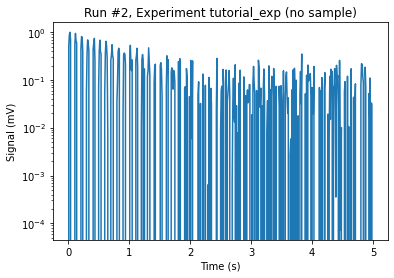 Run #2, Experiment tutorial_exp (no sample)
Signal (mV)
10⁰
10⁻¹
10⁻²
10⁻³
10⁻⁴
0 1 2 3 4 5
Time (s)